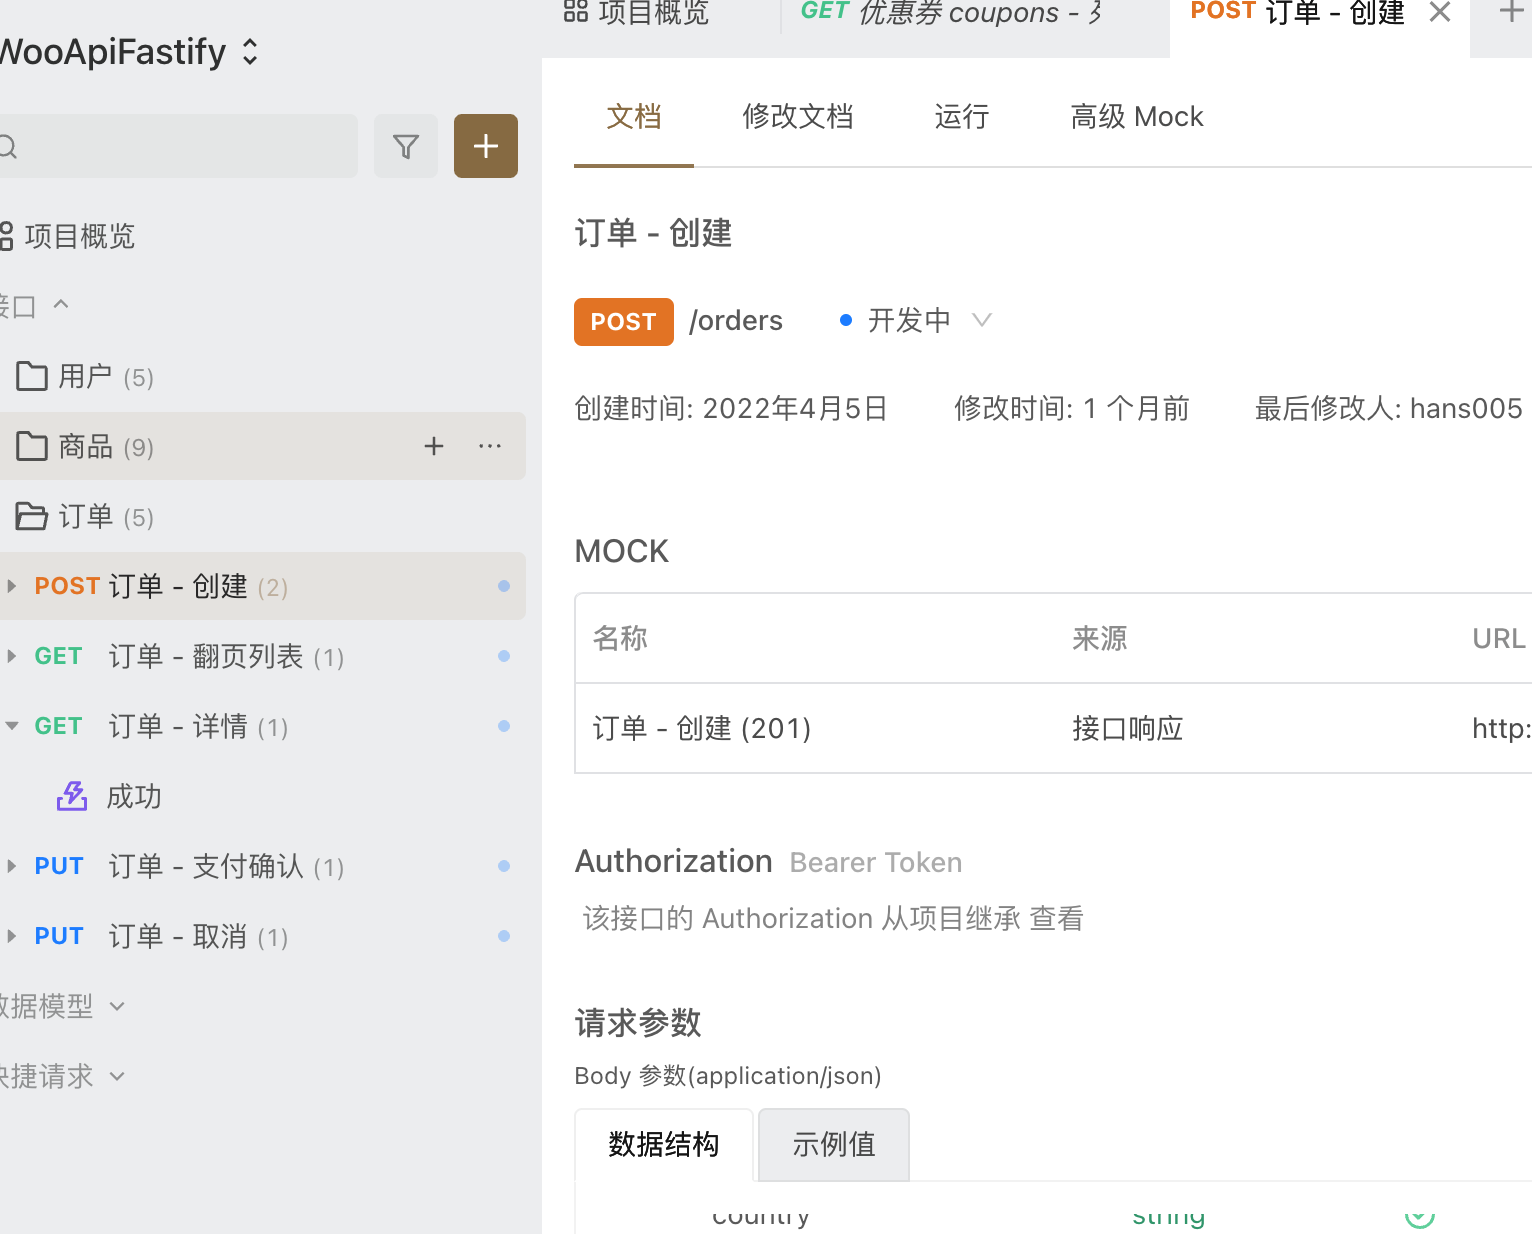 项目概览
GET 优惠券 coupons -
POST 订单 - 创建
WooApiFastify
文档
修改文档
运行
高级 Mock
项目概览
接口
用户 (5)
商品 (9)
订单 (5)
POST 订单 - 创建 (2)
GET 订单 - 翻页列表 (1)
GET 订单 - 详情 (1)
成功
PUT 订单 - 支付确认 (1)
PUT 订单 - 取消 (1)
数据模型
快捷请求
订单 - 创建
POST /orders 开发中
创建时间: 2022年4月5日 修改时间: 1 个月前 最后修改人: hans005
MOCK
名称 来源 URL
订单 - 创建 (201) 接口响应 http:
Authorization Bearer Token
该接口的 Authorization 从项目继承 查看
请求参数
Body 参数(application/json)
数据结构 示例值
country string